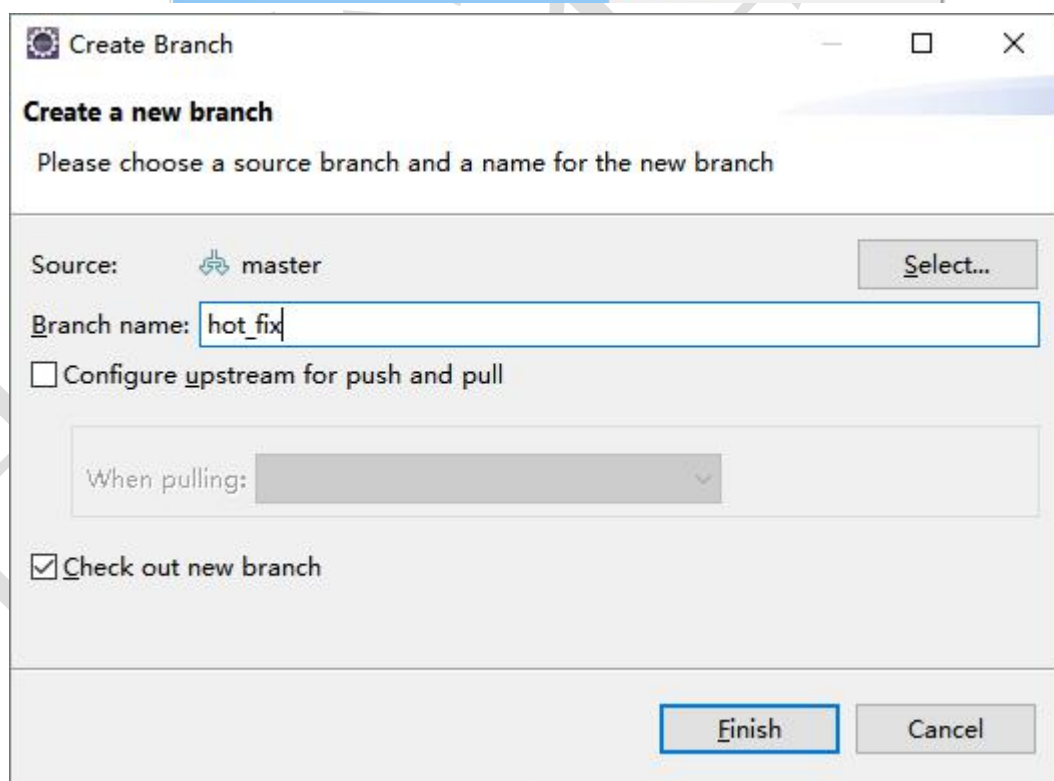 Create Branch
Create a new branch
Please choose a source branch and a name for the new branch
Source: master Select...
Branch name: hot_fix
Configure upstream for push and pull
When pulling:
Check out new branch
Finish Cancel